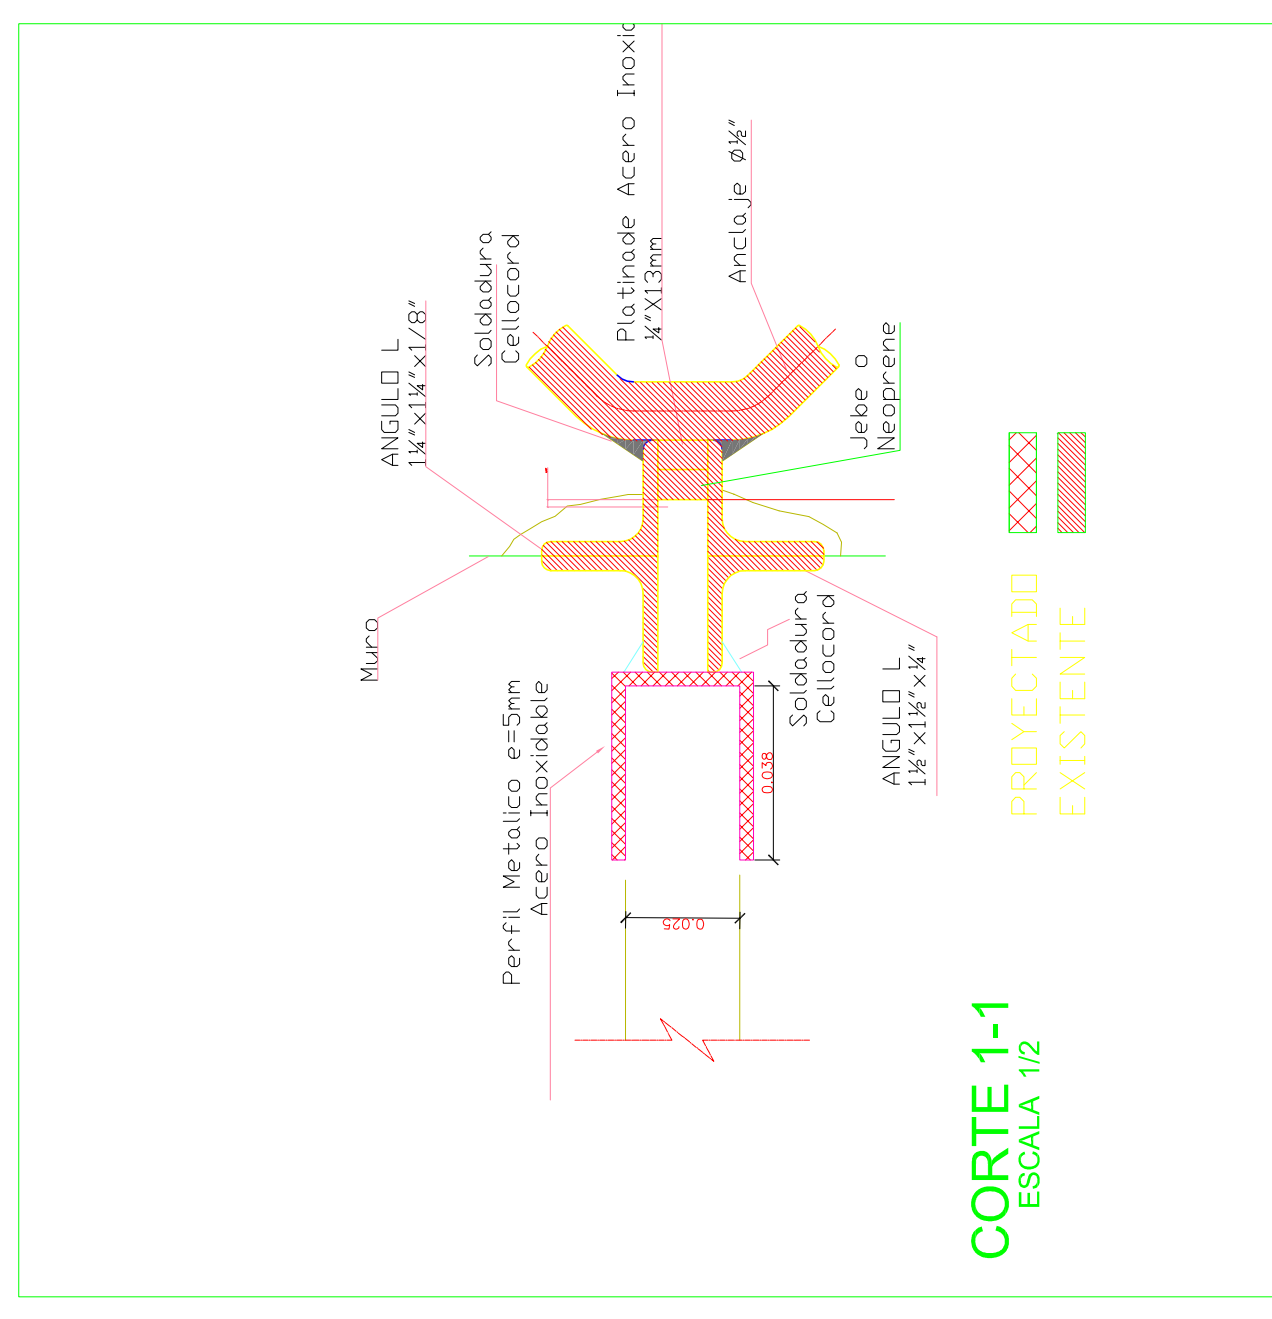 Muro
ANGULO L
1¼"x1¼"x1/8"
Soldadura
Cellocord
Perfil Metalico e=5mm
Acero Inoxidable
Platinade Acero Inoxid
¼"X13mm
Anclaje Ø½"
Jebe o
Neoprene
Soldadura
Cellocord
ANGULO L
1½"x1½"x¼"
0.038
0.025
PROYECTADO
EXISTENTE
CORTE 1-1
ESCALA 1/2